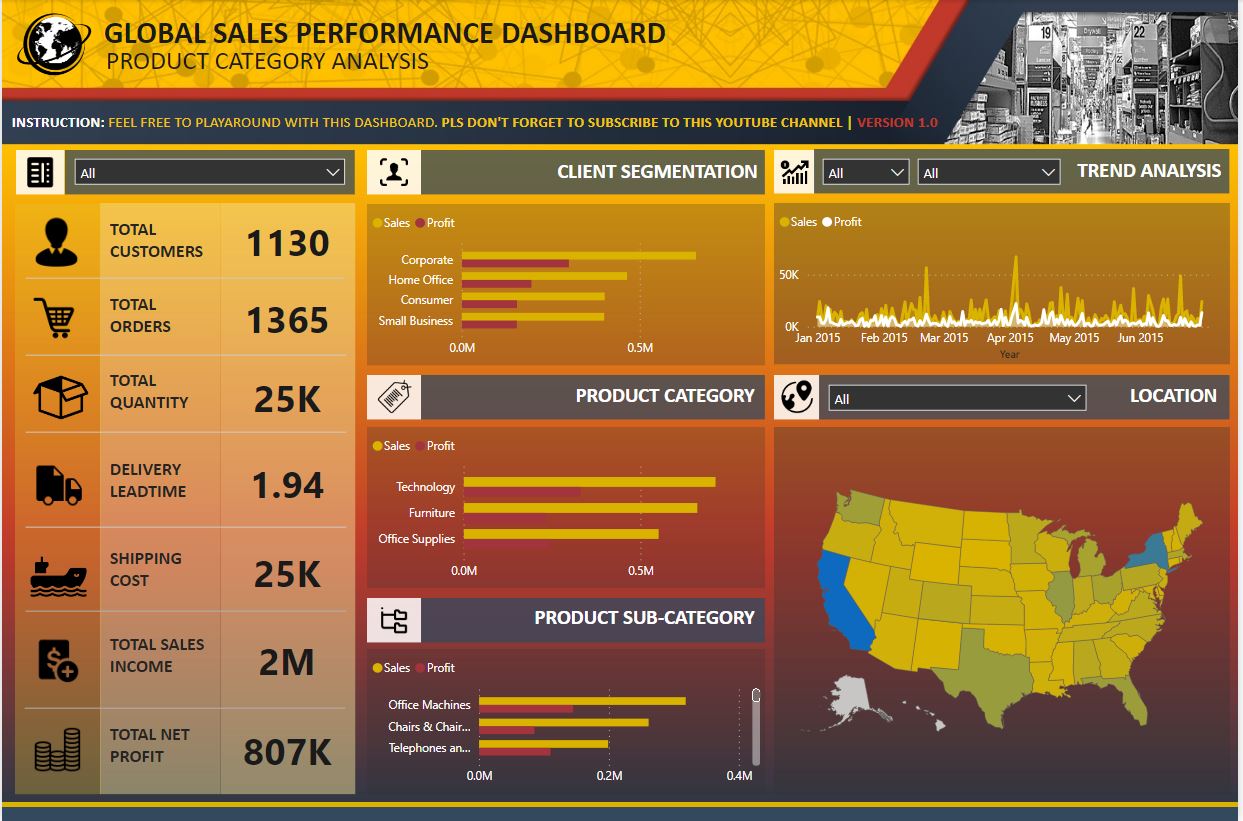 GLOBAL SALES PERFORMANCE DASHBOARD
PRODUCT CATEGORY ANALYSIS
19
22
INSTRUCTION: FEEL FREE TO PLAYAROUND WITH THIS DASHBOARD. PLS DON'T FORGET TO SUBSCRIBE TO THIS YOUTUBE CHANNEL | VERSION 1.0
All
TOTAL CUSTOMERS
1130
TOTAL ORDERS
1365
TOTAL QUANTITY
25K
DELIVERY LEADTIME
1.94
SHIPPING COST
25K
TOTAL SALES INCOME
2M
TOTAL NET PROFIT
807K
CLIENT SEGMENTATION
Sales Profit
Corporate
Home Office
Consumer
Small Business
0.0M 0.5M
PRODUCT CATEGORY
Sales Profit
Technology
Furniture
Office Supplies
0.0M 0.5M
PRODUCT SUB-CATEGORY
Sales Profit
Office Machines
Chairs & Chair...
Telephones an...
0.0M 0.2M 0.4M
All All TREND ANALYSIS
Sales Profit
50K
0K
Jan 2015 Feb 2015 Mar 2015 Apr 2015 May 2015 Jun 2015
Year
All LOCATION